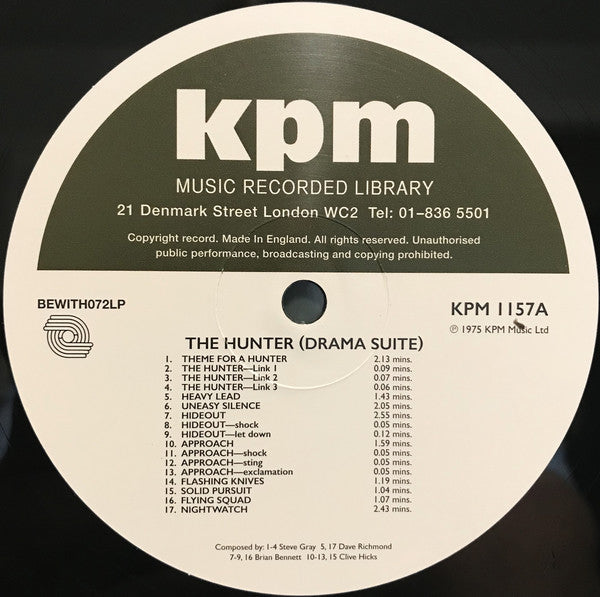 kpm
MUSIC RECORDED LIBRARY
21 Denmark Street London WC2 Tel: 01–836 5501
Copyright record. Made In England. All rights reserved. Unauthorised
public performance, broadcasting and copying prohibited.
BEWITH072LP
KPM 1157A
℗ 1975 KPM Music Ltd
THE HUNTER (DRAMA SUITE)
1. THEME FOR A HUNTER 2.13 mins.
2. THE HUNTER—Link 1 0.09 mins.
3. THE HUNTER—Link 2 0.07 mins.
4. THE HUNTER—Link 3 0.06 mins.
5. HEAVY LEAD 1.43 mins.
6. UNEASY SILENCE 2.05 mins.
7. HIDEOUT 2.55 mins.
8. HIDEOUT—shock 0.05 mins.
9. HIDEOUT—let down 0.12 mins.
10. APPROACH 1.59 mins.
11. APPROACH—shock 0.05 mins.
12. APPROACH—sting 0.05 mins.
13. APPROACH—exclamation 0.05 mins.
14. FLASHING KNIVES 1.19 mins.
15. SOLID PURSUIT 1.04 mins.
16. FLYING SQUAD 1.07 mins.
17. NIGHTWATCH 2.43 mins.
Composed by: 1-4 Steve Gray 5, 17 Dave Richmond
7-9, 16 Brian Bennett 10-13, 15 Clive Hicks